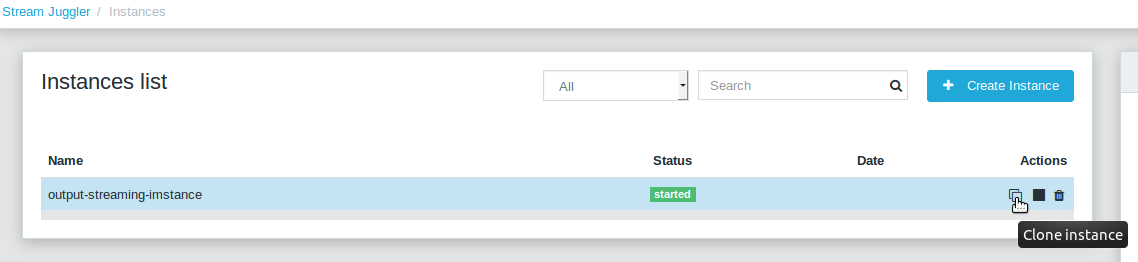 Stream Juggler / Instances
Instances list
All
Search
Create Instance
Name Status Date Actions
output-streaming-imstance started
Clone instance